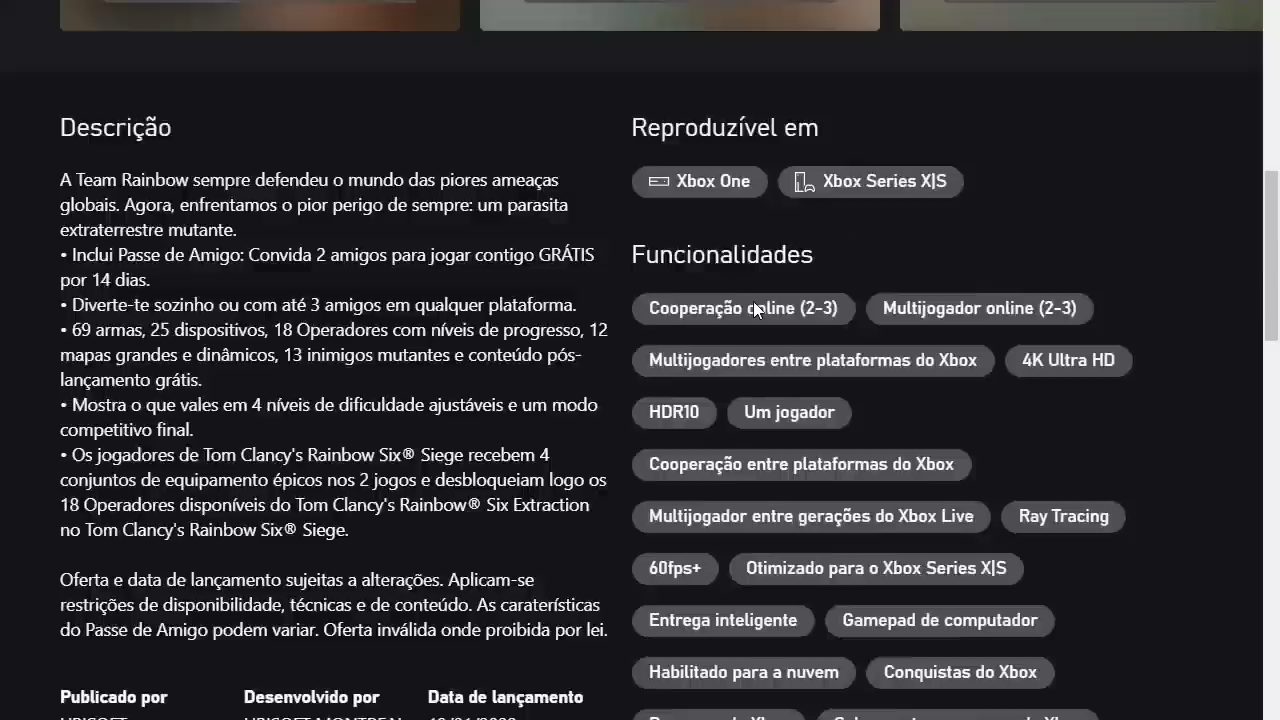 Descrição
A Team Rainbow sempre defendeu o mundo das piores ameaças
globais. Agora, enfrentamos o pior perigo de sempre: um parasita
extraterrestre mutante.
• Inclui Passe de Amigo: Convida 2 amigos para jogar contigo GRÁTIS
por 14 dias.
• Diverte-te sozinho ou com até 3 amigos em qualquer plataforma.
• 69 armas, 25 dispositivos, 18 Operadores com níveis de progresso, 12
mapas grandes e dinâmicos, 13 inimigos mutantes e conteúdo pós-
lançamento grátis.
• Mostra o que vales em 4 níveis de dificuldade ajustáveis e um modo
competitivo final.
• Os jogadores de Tom Clancy's Rainbow Six® Siege recebem 4
conjuntos de equipamento épicos nos 2 jogos e desbloqueiam logo os
18 Operadores disponíveis do Tom Clancy's Rainbow® Six Extraction
no Tom Clancy's Rainbow Six® Siege.
Oferta e data de lançamento sujeitas a alterações. Aplicam-se
restrições de disponibilidade, técnicas e de conteúdo. As caraterísticas
do Passe de Amigo podem variar. Oferta inválida onde proibida por lei.
Publicado por Desenvolvido por Data de lançamento
Reproduzível em
Xbox One Xbox Series X|S
Funcionalidades
Cooperação online (2-3) Multijogador online (2-3)
Multijogadores entre plataformas do Xbox 4K Ultra HD
HDR10 Um jogador
Cooperação entre plataformas do Xbox
Multijogador entre gerações do Xbox Live Ray Tracing
60fps+ Otimizado para o Xbox Series X|S
Entrega inteligente Gamepad de computador
Habilitado para a nuvem Conquistas do Xbox